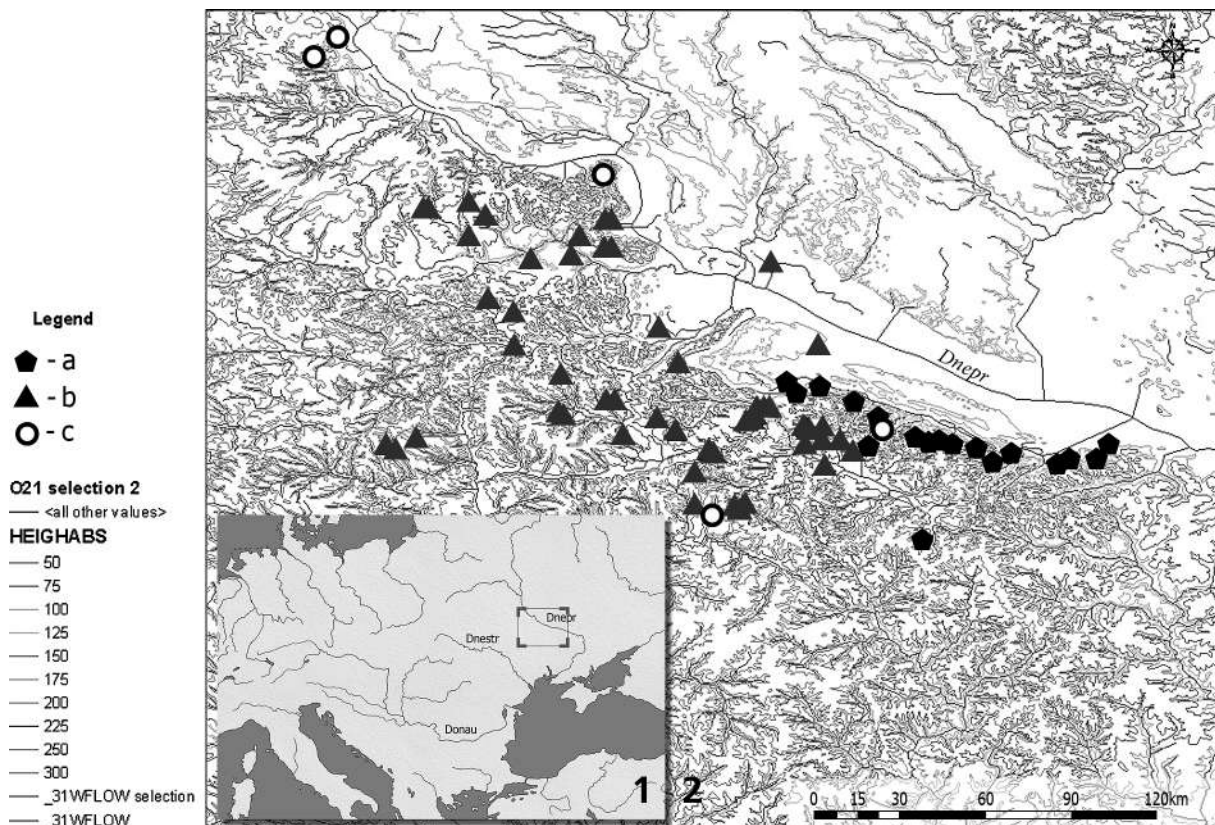 Legend
- a
- b
- c
O21 selection 2
<all other values>
HEIGHABS
50
75
100
125
150
175
200
225
250
300
_31WFLOW selection
_31WFLOW
Dnepr
Dnepr
Dnestr
Donau
1 2
0 15 30 60 90 120km